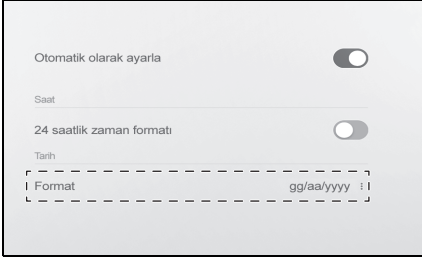 Otomatik olarak ayarla
Saat
24 saatlik zaman formatı
Tarih
Format gg/aa/yyyy